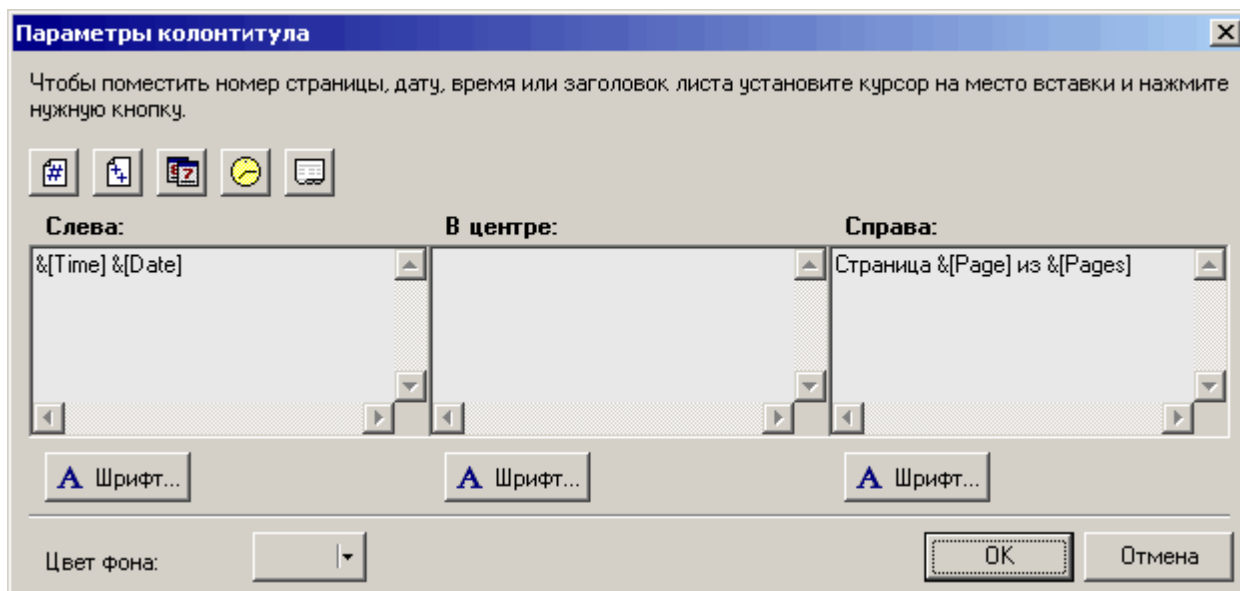 Параметры колонтитула
Чтобы поместить номер страницы, дату, время или заголовок листа установите курсор на место вставки и нажмите
нужную кнопку.
Слева: В центре: Справа:
&[Time] &[Date] Страница &[Page] из &[Pages]
A Шрифт... A Шрифт... A Шрифт...
Цвет фона: OK Отмена